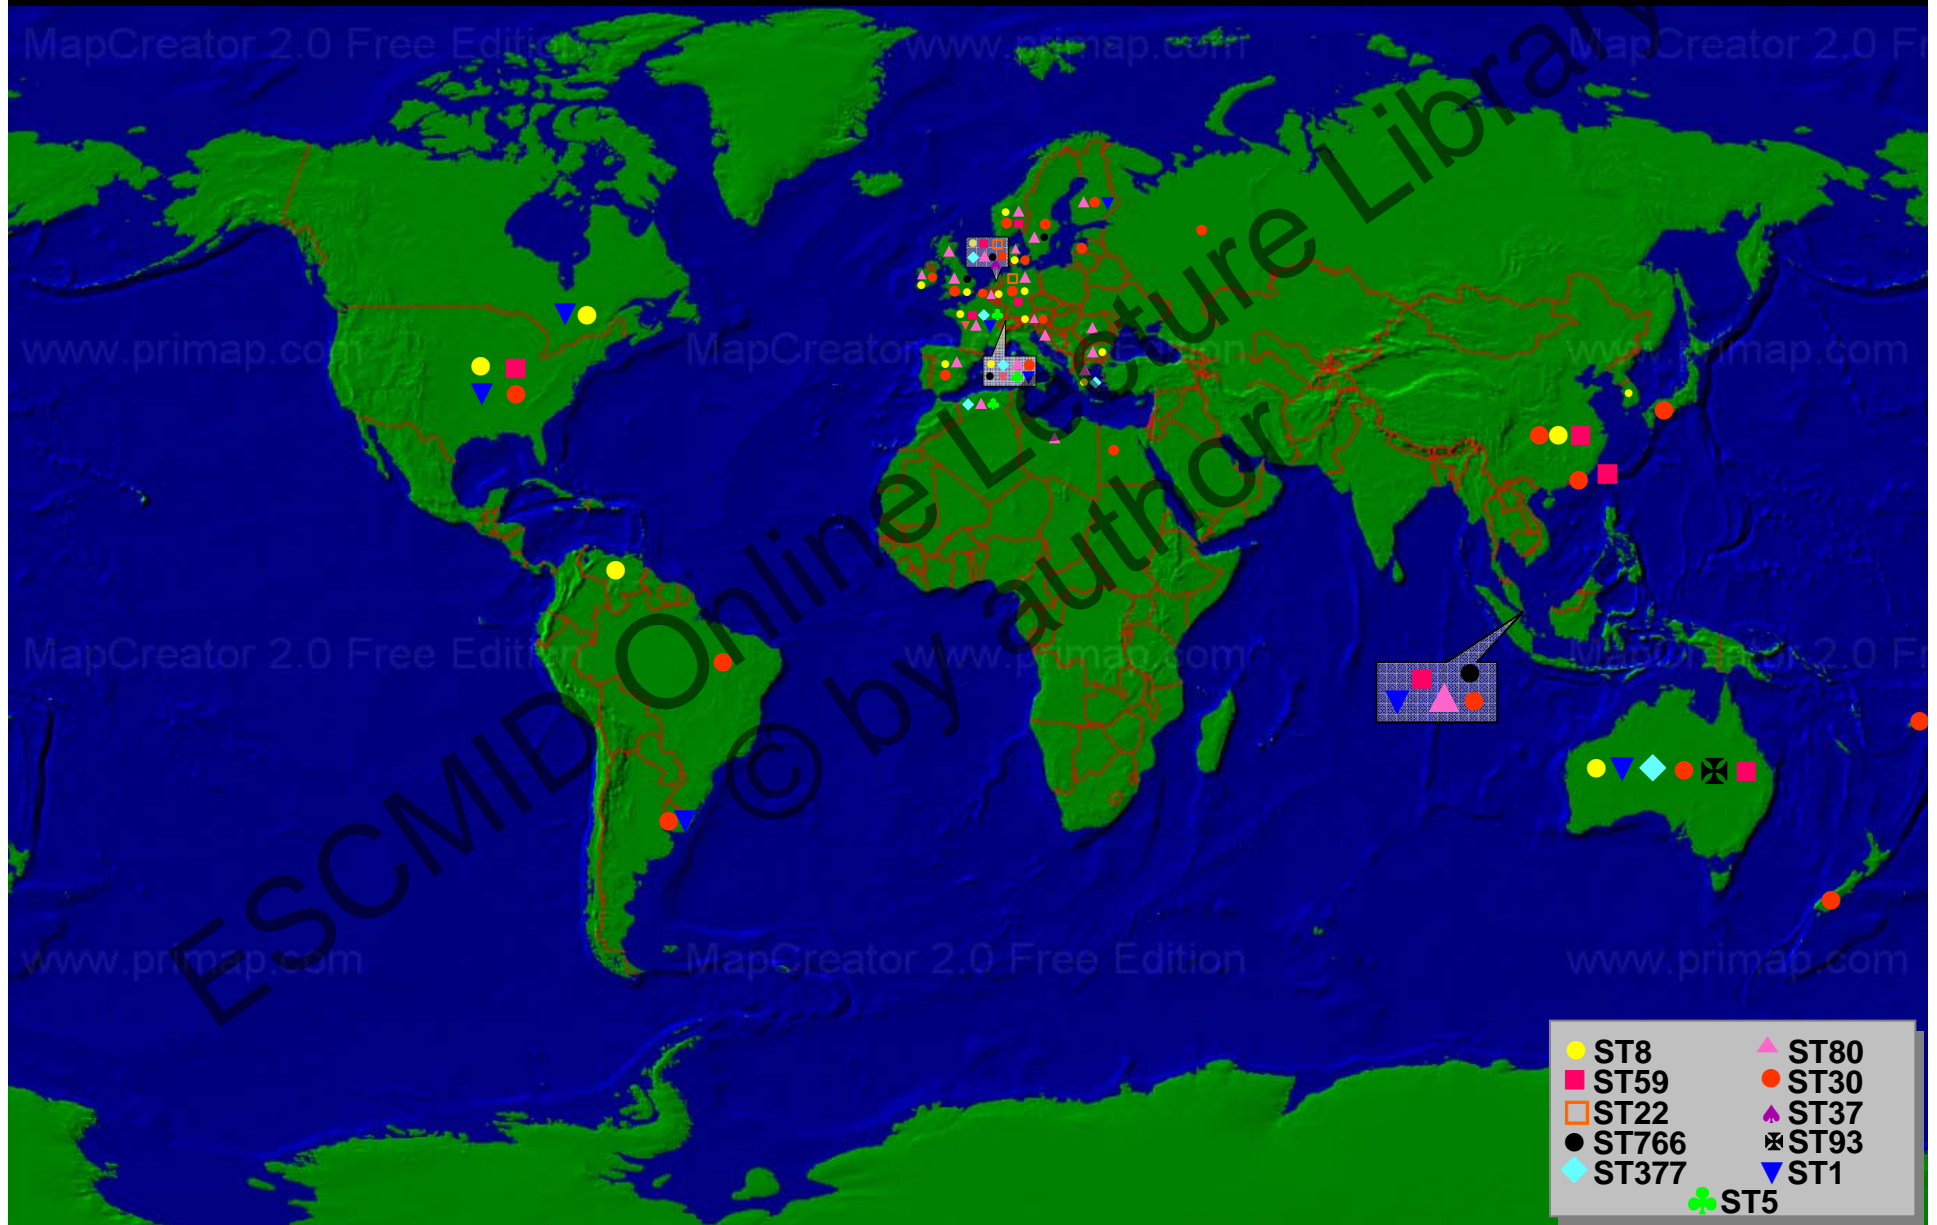 MapCreator 2.0 Free Edition
www.primap.com
MapCreator 2.0 Fr
www.primap.com
MapCreator
www.primap.com
MapCreator 2.0 Free Edition
www.primap.com
MapCreator 2.0 Fr
www.primap.com
MapCreator 2.0 Free Edition
www.primap.com
ESCMID Online Lecture Library
© by author
ST8
ST80
ST59
ST30
ST22
ST37
ST766
ST93
ST377
ST1
ST5